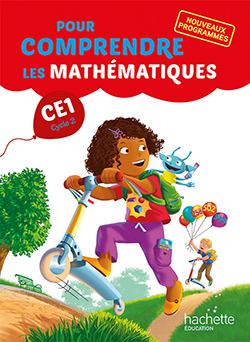 POUR
COMPRENDRE
LES MATHÉMATIQUES
NOUVEAUX
PROGRAMMES
CE1
Cycle 2
hachette
ÉDUCATION